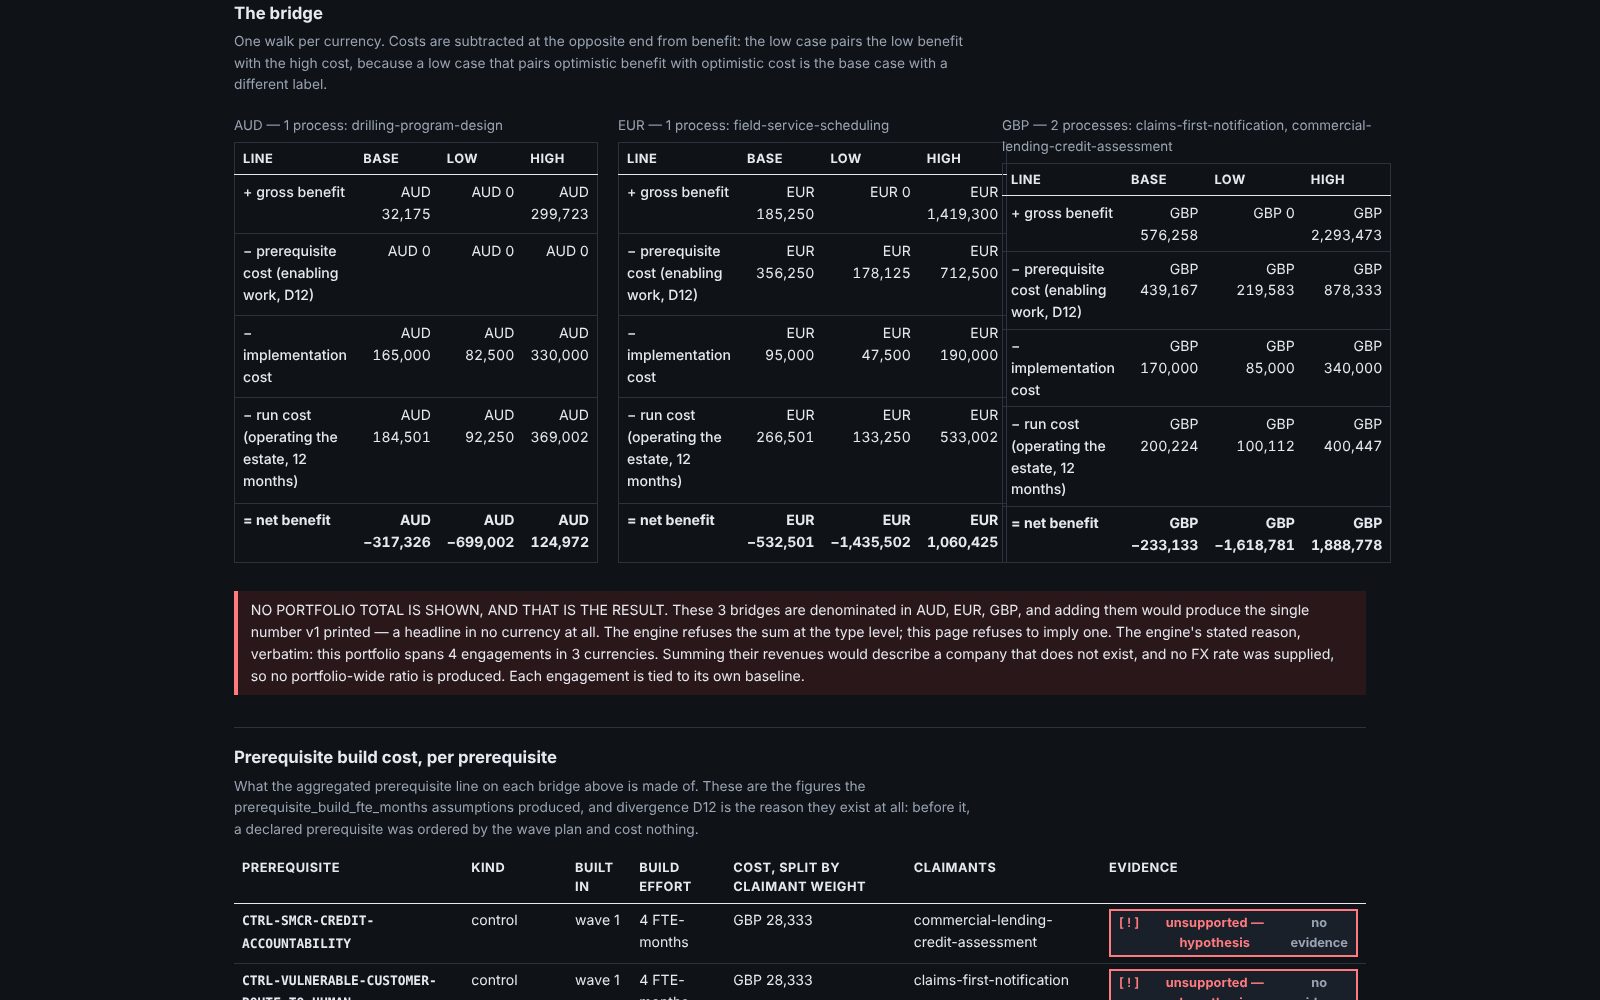 The bridge
One walk per currency. Costs are subtracted at the opposite end from benefit: the low case pairs the low benefit
with the high cost, because a low case that pairs optimistic benefit with optimistic cost is the base case with a
different label.
AUD — 1 process: drilling-program-design
LINE BASE LOW HIGH
+ gross benefit AUD AUD 0 AUD
32,175 299,723
− prerequisite AUD 0 AUD 0 AUD 0
cost (enabling
work, D12)
− AUD AUD AUD
implementation 165,000 82,500 330,000
cost
− run cost AUD AUD AUD
(operating the 184,501 92,250 369,002
estate, 12
months)
= net benefit AUD AUD AUD
−317,326 −699,002 124,972
EUR — 1 process: field-service-scheduling
LINE BASE LOW HIGH
+ gross benefit EUR EUR 0 EUR
185,250 1,419,300
− prerequisite EUR EUR EUR
cost (enabling 356,250 178,125 712,500
work, D12)
− EUR EUR EUR
implementation 95,000 47,500 190,000
cost
− run cost EUR EUR EUR
(operating the 266,501 133,250 533,002
estate, 12
months)
= net benefit EUR EUR EUR
−532,501 −1,435,502 1,060,425
GBP — 2 processes: claims-first-notification, commercial-
lending-credit-assessment
LINE BASE LOW HIGH
+ gross benefit GBP GBP 0 GBP
576,258 2,293,473
− prerequisite GBP GBP GBP
cost (enabling 439,167 219,583 878,333
work, D12)
− GBP GBP GBP
implementation 170,000 85,000 340,000
cost
− run cost GBP GBP GBP
(operating the 200,224 100,112 400,447
estate, 12
months)
= net benefit GBP GBP GBP
−233,133 −1,618,781 1,888,778
NO PORTFOLIO TOTAL IS SHOWN, AND THAT IS THE RESULT. These 3 bridges are denominated in AUD, EUR, GBP, and adding them would produce the single
number v1 printed — a headline in no currency at all. The engine refuses the sum at the type level; this page refuses to imply one. The engine's stated reason,
verbatim: this portfolio spans 4 engagements in 3 currencies. Summing their revenues would describe a company that does not exist, and no FX rate was supplied,
so no portfolio-wide ratio is produced. Each engagement is tied to its own baseline.
Prerequisite build cost, per prerequisite
What the aggregated prerequisite line on each bridge above is made of. These are the figures the
prerequisite_build_fte_months assumptions produced, and divergence D12 is the reason they exist at all: before it,
a declared prerequisite was ordered by the wave plan and cost nothing.
PREREQUISITE KIND BUILT BUILD COST, SPLIT BY CLAIMANTS EVIDENCE
IN EFFORT CLAIMANT WEIGHT
CTRL-SMCR-CREDIT- control wave 1 4 FTE- GBP 28,333 commercial-lending- [!] unsupported — no
ACCOUNTABILITY months credit-assessment hypothesis evidence
CTRL-VULNERABLE-CUSTOMER- control wave 1 4 FTE- GBP 28,333 claims-first-notification [!] unsupported — no